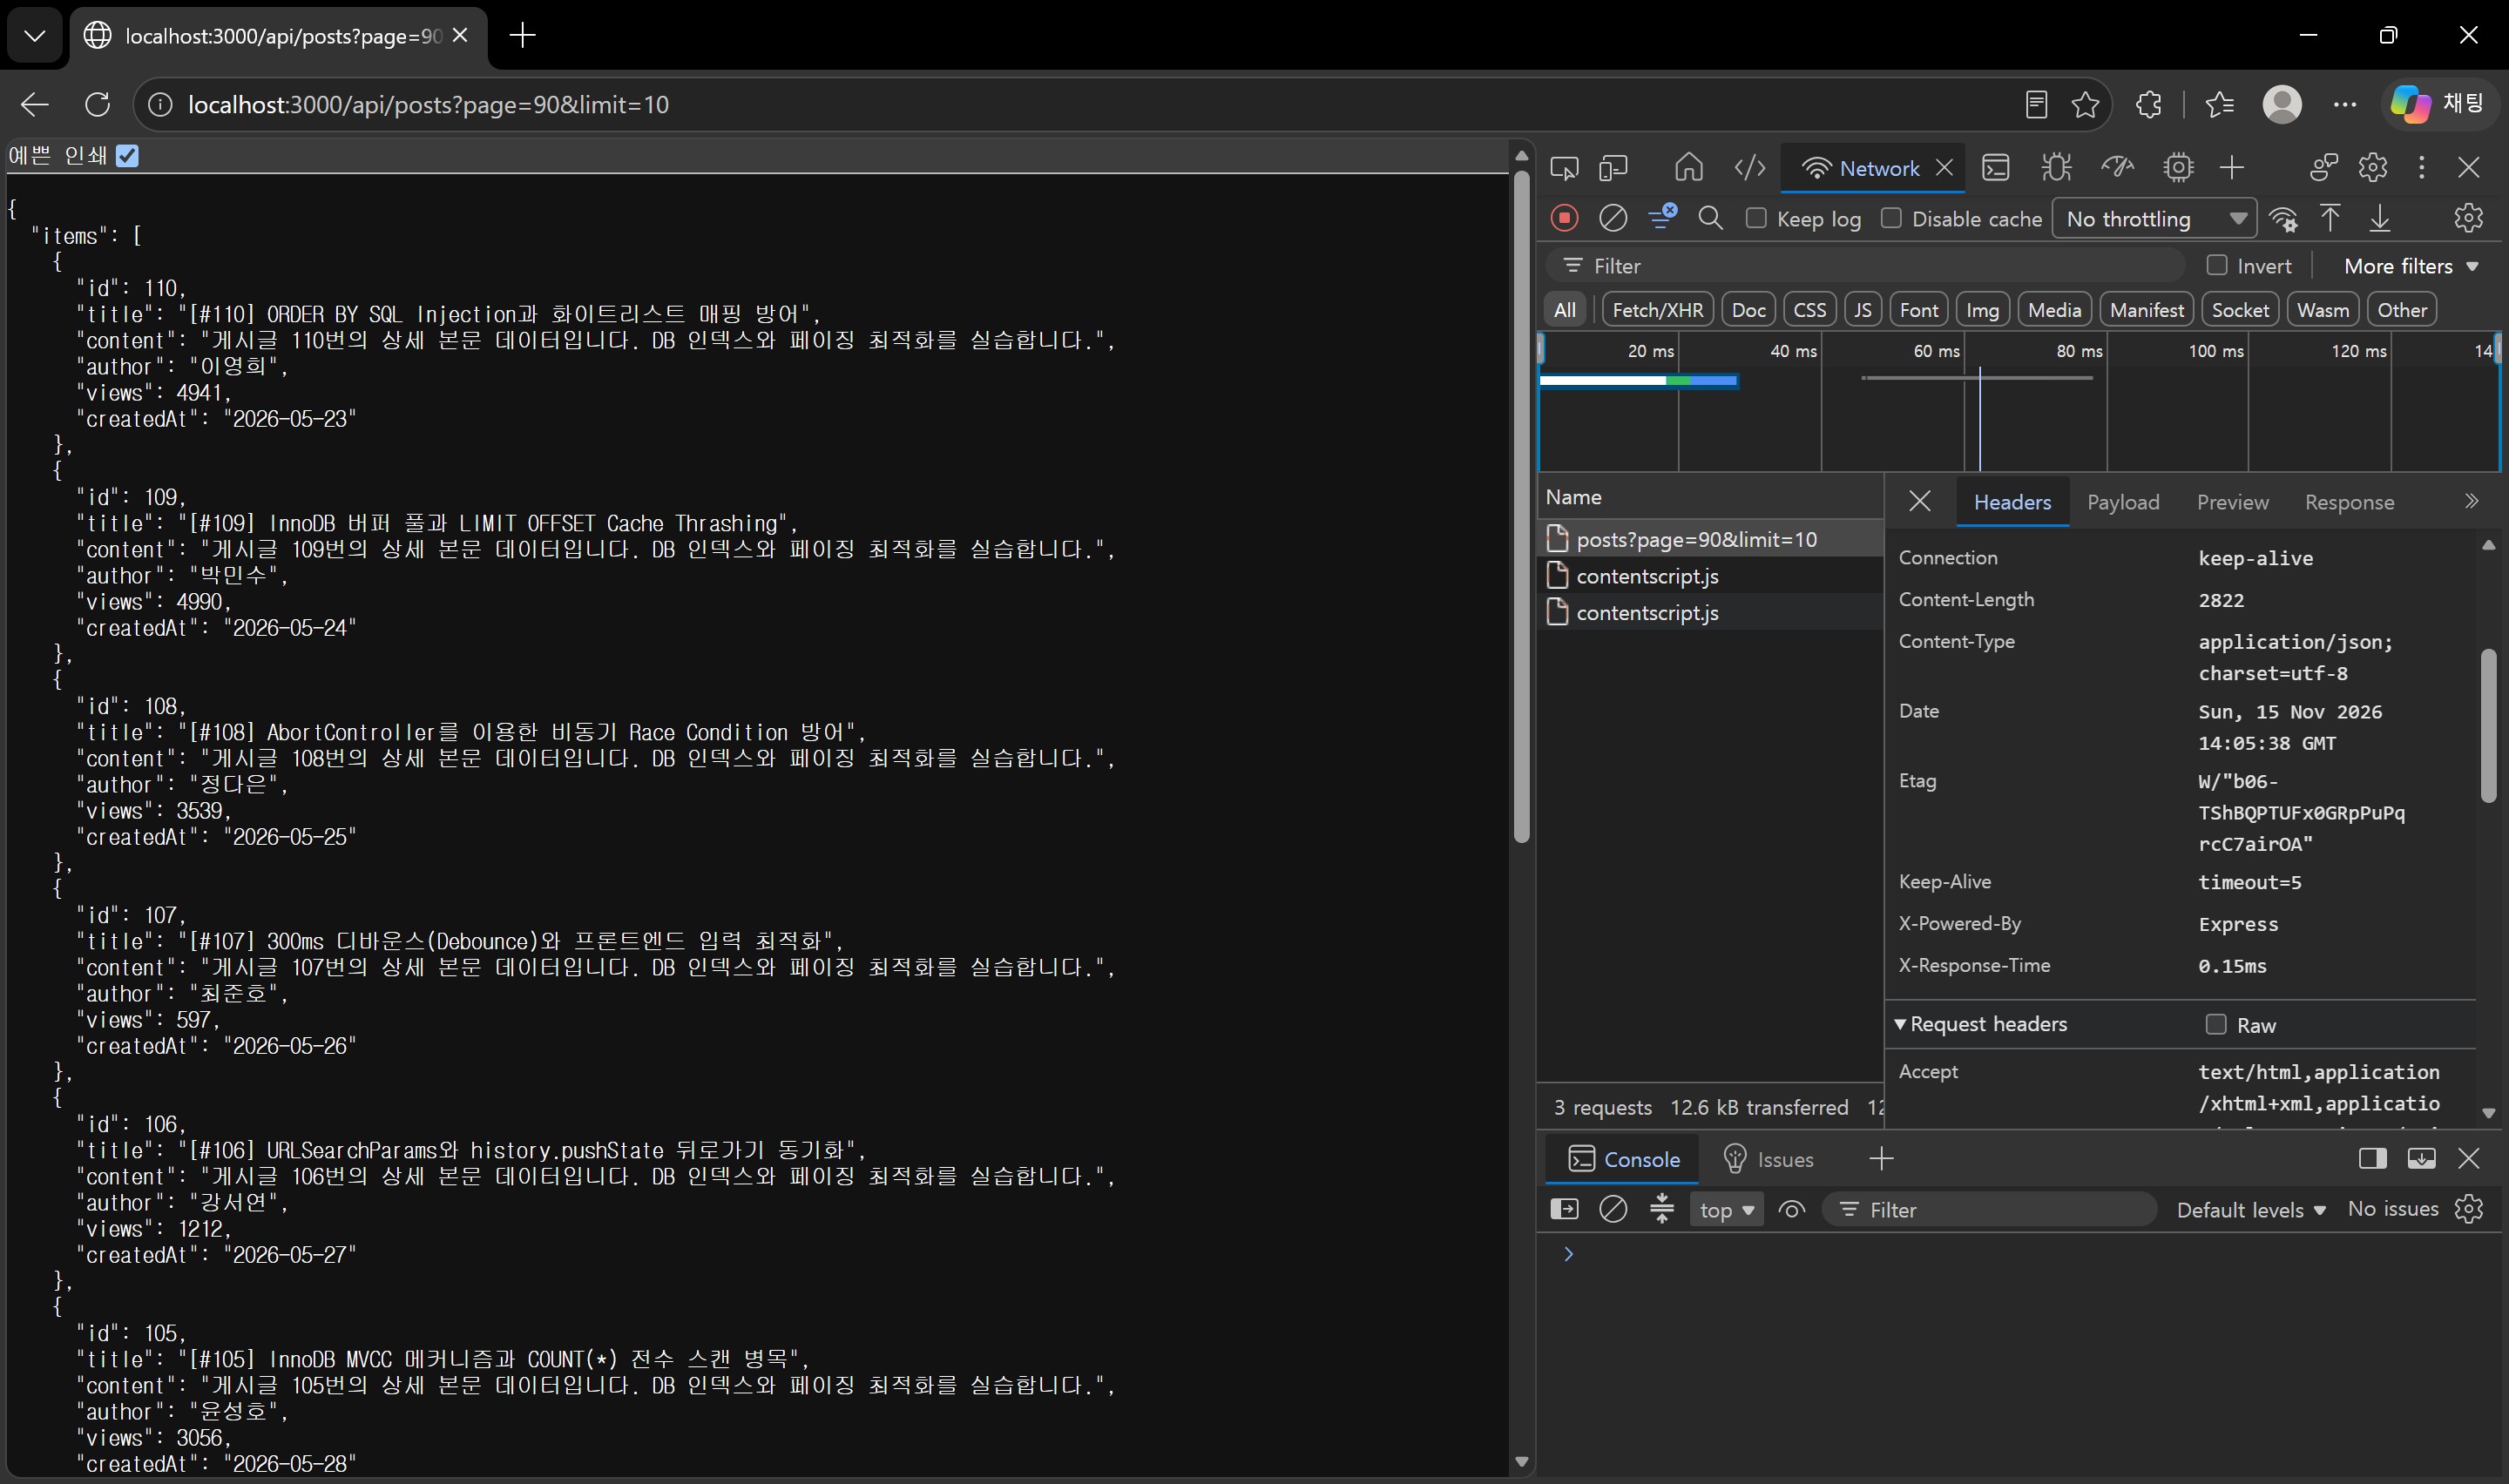 localhost:3000/api/posts?page=90
localhost:3000/api/posts?page=90&limit=10
채팅
예쁜 인쇄
{
"items": [
{
"id": 110,
"title": "[#110] ORDER BY SQL Injection과 화이트리스트 매핑 방어",
"content": "게시글 110번의 상세 본문 데이터입니다. DB 인덱스와 페이징 최적화를 실습합니다.",
"author": "이영희",
"views": 4941,
"createdAt": "2026-05-23"
},
{
"id": 109,
"title": "[#109] InnoDB 버퍼 풀과 LIMIT OFFSET Cache Thrashing",
"content": "게시글 109번의 상세 본문 데이터입니다. DB 인덱스와 페이징 최적화를 실습합니다.",
"author": "박민수",
"views": 4990,
"createdAt": "2026-05-24"
},
{
"id": 108,
"title": "[#108] AbortController를 이용한 비동기 Race Condition 방어",
"content": "게시글 108번의 상세 본문 데이터입니다. DB 인덱스와 페이징 최적화를 실습합니다.",
"author": "정다은",
"views": 3539,
"createdAt": "2026-05-25"
},
{
"id": 107,
"title": "[#107] 300ms 디바운스(Debounce)와 프론트엔드 입력 최적화",
"content": "게시글 107번의 상세 본문 데이터입니다. DB 인덱스와 페이징 최적화를 실습합니다.",
"author": "최준호",
"views": 597,
"createdAt": "2026-05-26"
},
{
"id": 106,
"title": "[#106] URLSearchParams와 history.pushState 뒤로가기 동기화",
"content": "게시글 106번의 상세 본문 데이터입니다. DB 인덱스와 페이징 최적화를 실습합니다.",
"author": "강서연",
"views": 1212,
"createdAt": "2026-05-27"
},
{
"id": 105,
"title": "[#105] InnoDB MVCC 메커니즘과 COUNT(*) 전수 스캔 병목",
"content": "게시글 105번의 상세 본문 데이터입니다. DB 인덱스와 페이징 최적화를 실습합니다.",
"author": "윤성호",
"views": 3056,
"createdAt": "2026-05-28"
Network
Keep log Disable cache No throttling
Filter Invert More filters
All Fetch/XHR Doc CSS JS Font Img Media Manifest Socket Wasm Other
20 ms 40 ms 60 ms 80 ms 100 ms 120 ms 14
Name
posts?page=90&limit=10
contentscript.js
contentscript.js
3 requests 12.6 kB transferred 12
Headers Payload Preview Response
Connection keep-alive
Content-Length 2822
Content-Type application/json;
charset=utf-8
Date Sun, 15 Nov 2026
14:05:38 GMT
Etag W/"b06-
TShBQPTUFx0GRpPuPq
rcC7airOA"
Keep-Alive timeout=5
X-Powered-By Express
X-Response-Time 0.15ms
Request headers Raw
Accept text/html,application
/xhtml+xml,applicatio
Console Issues
top Filter Default levels No issues